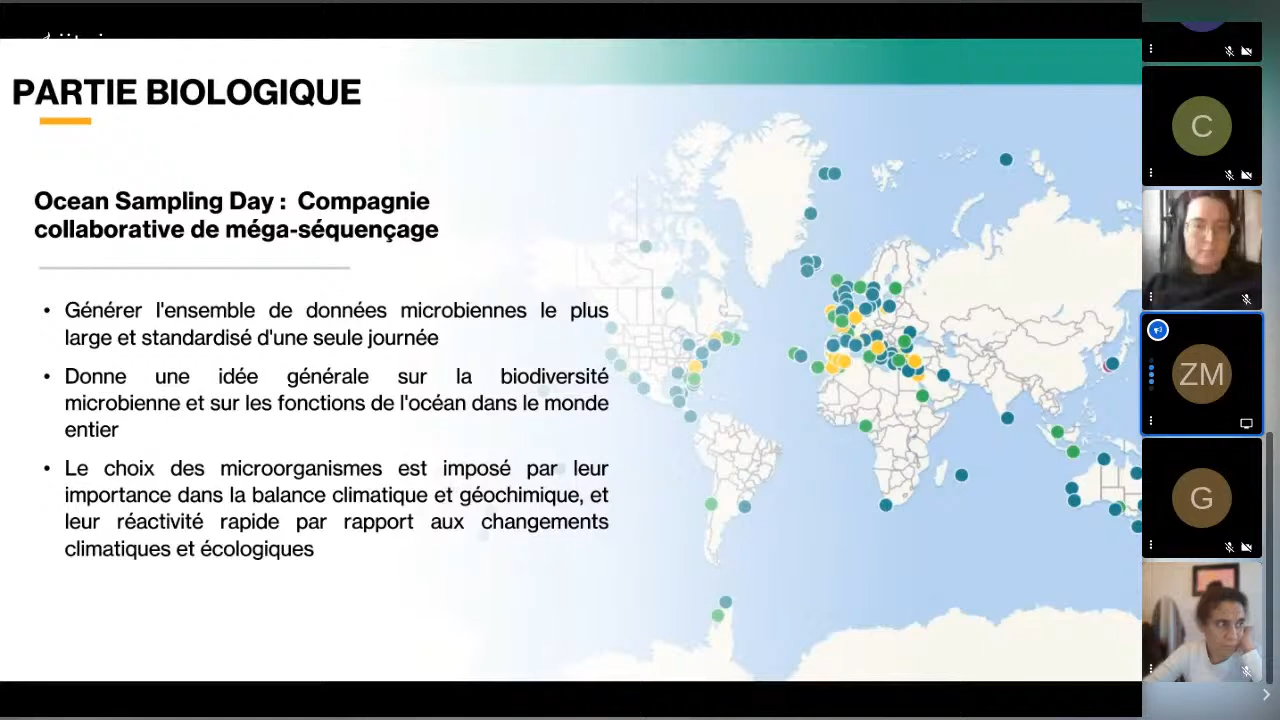 PARTIE BIOLOGIQUE
Ocean Sampling Day : Compagnie
collaborative de méga-séquençage
• Générer l'ensemble de données microbiennes le plus
large et standardisé d'une seule journée
• Donne une idée générale sur la biodiversité
microbienne et sur les fonctions de l'océan dans le monde
entier
• Le choix des microorganismes est imposé par leur
importance dans la balance climatique et géochimique, et
leur réactivité rapide par rapport aux changements
climatiques et écologiques
C
ZM
G